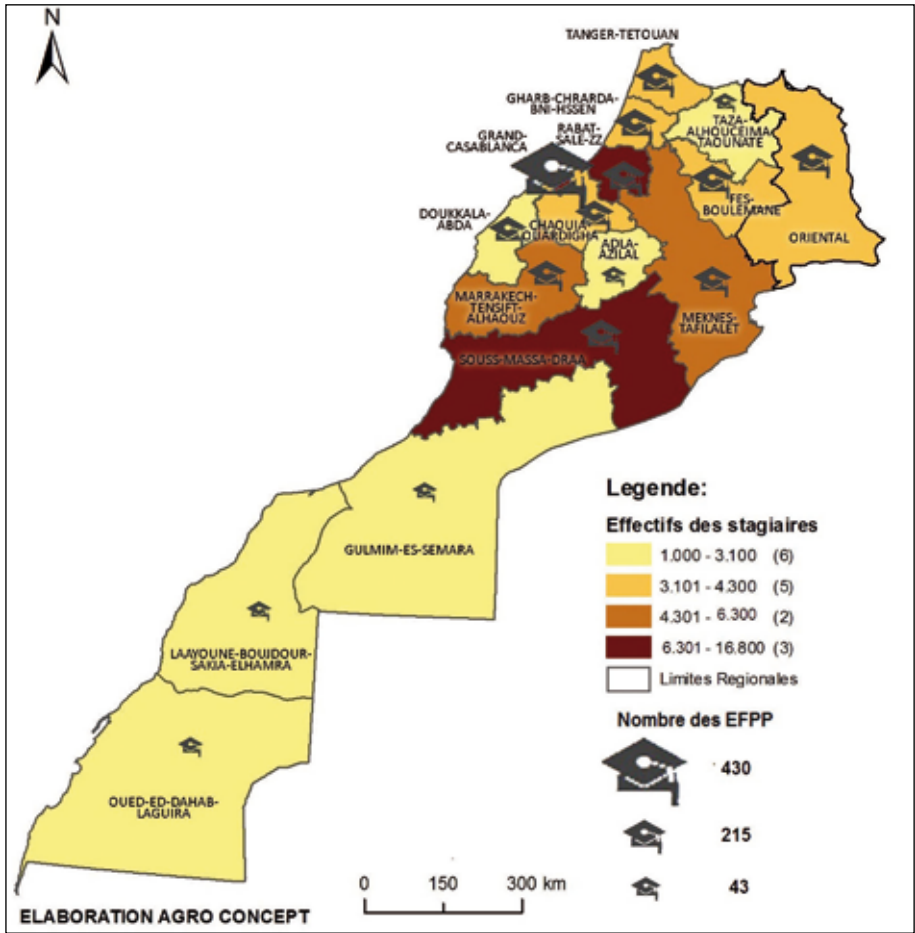 N
TANGER-TETOUAN
GHARB-CHRARDA-
BNI-HSSEN
RABAT-
SALE-ZZ
GRAND-
CASABLANCA
TAZA-
ALHOUCEIMA-
TAOUNATE
FES-
BOULEMANE
ORIENTAL
DOUKKALA-
ABDA
CHAOUIA-
OUARDIGHA
ADLA-
AZILAL
MARRAKECH-
TENSIFT-
ALHAOUZ
MEKNES-
TAFILALET
SOUSS-MASSA-DRAA
GULMIM-ES-SEMARA
LAAYOUNE-BOUJDOUR-
SAKIA-ELHAMRA
OUED-ED-DAHAB-
LAGUIRA
Legende:
Effectifs des stagiaires
1.000 - 3.100 (6)
3.101 - 4.300 (5)
4.301 - 6.300 (2)
6.301 - 16.800 (3)
Limites Regionales
Nombre des EFPP
430
215
43
0 150 300 km
ELABORATION AGRO CONCEPT